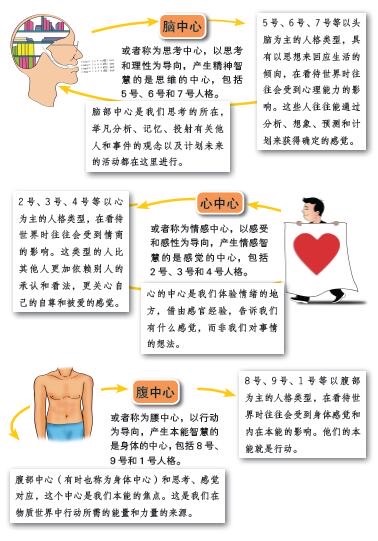 脑中心
或者称为思考中心，以思考
和理性为导向，产生精神智
慧的是思维的中心，包括
5号、6号和7号人格。
5号、6号、7号等以头
脑为主的人格类型，具
有以思想来回应生活的
倾向，在看待世界时往
往会受到心理能力的影
响。这些人往往能通过
分析、想象、预测和计
划来获得确定的感觉。
脑部中心是我们思考的所在，
举凡分析、记忆、投射有关他
人和事件的观念以及计划未来
的活动都在这里进行。
2号、3号、4号等以心
为主的人格类型，在看待
世界时往往会受到情商
的影响。这类型的人比
其他人更加依赖别人的
承认和看法，更关心自
己的自尊和被爱的感觉。
心中心
或者称为情感中心，以感受
和感性为导向，产生情感智
慧的是感觉的中心，包括
2号、3号和4号人格。
心的中心是我们体验情绪的地
方，借由感官经验，告诉我们
有什么感觉，而非我们对事情
的想法。
腹中心
或者称为腰中心，以行动
为导向，产生本能智慧的
是身体的中心，包括8号、
9号和1号人格。
8号、9号、1号等以腹部
为主的人格类型，在看待
世界时往往会受到身体感觉和
内在本能的影响。他们的本
能就是行动。
腹部中心（有时也称为身体中心）和思考、感觉
对应，这个中心是我们本能的焦点。这是我们在
物质世界中行动所需的能量和力量的来源。